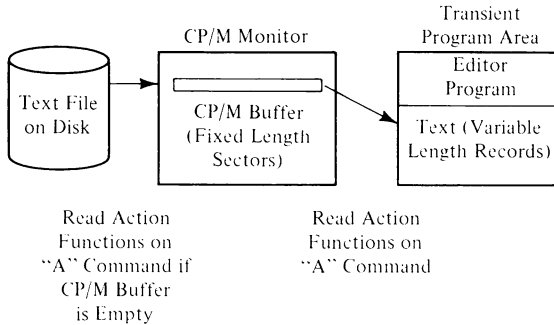 Transient
Program Area
CP/M Monitor
Text File
on Disk
CP/M Buffer
(Fixed Length
Sectors)
Editor
Program
Text (Variable
Length Records)
Read Action
Functions on
“A” Command if
CP/M Buffer
is Empty
Read Action
Functions on
“A” Command